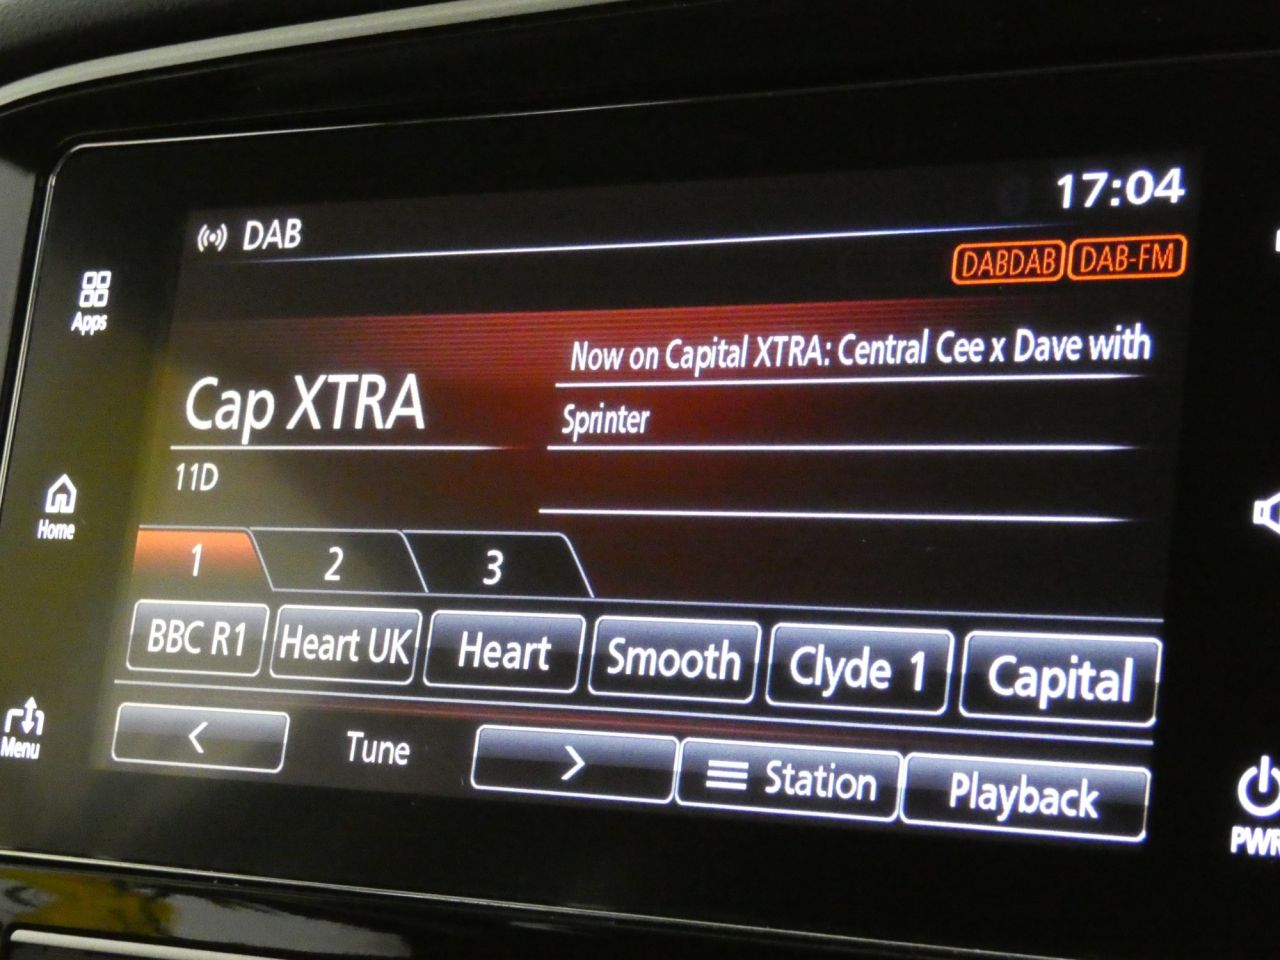 17:04
DAB
DABDAB DAB-FM
Apps
Now on Capital XTRA: Central Cee x Dave with
Cap XTRA
Sprinter
11D
Home
1 2 3
BBC R1 Heart UK Heart Smooth Clyde 1 Capital
Menu
< Tune > Station Playback
PWR